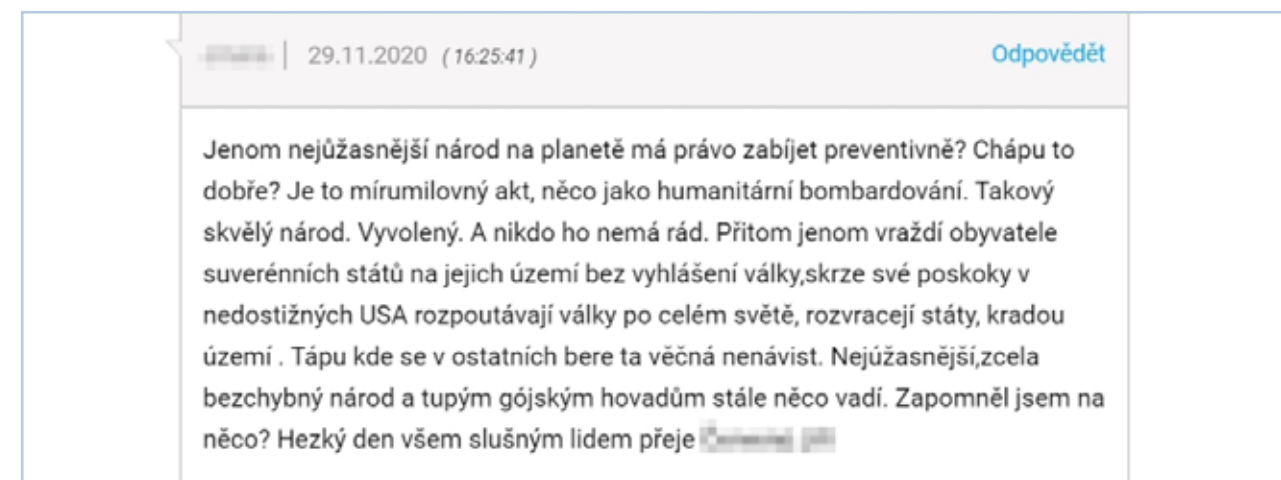 29.11.2020 (16:25:41)
Odpovědět
Jenom nejůžasnější národ na planetě má právo zabíjet preventivně? Chápu to
dobře? Je to mírumilovný akt, něco jako humanitární bombardování. Takový
skvělý národ. Vyvolený. A nikdo ho nemá rád. Přitom jenom vraždí obyvatele
suverénních států na jejich území bez vyhlášení války,skrze své poskoky v
nedostižných USA rozpoutávají války po celém světě, rozvracejí státy, kradou
území . Tápu kde se v ostatních bere ta věčná nenávist. Nejúžasnější,zcela
bezchybný národ a tupým gójským hovadům stále něco vadí. Zapomněl jsem na
něco? Hezký den všem slušným lidem přeje